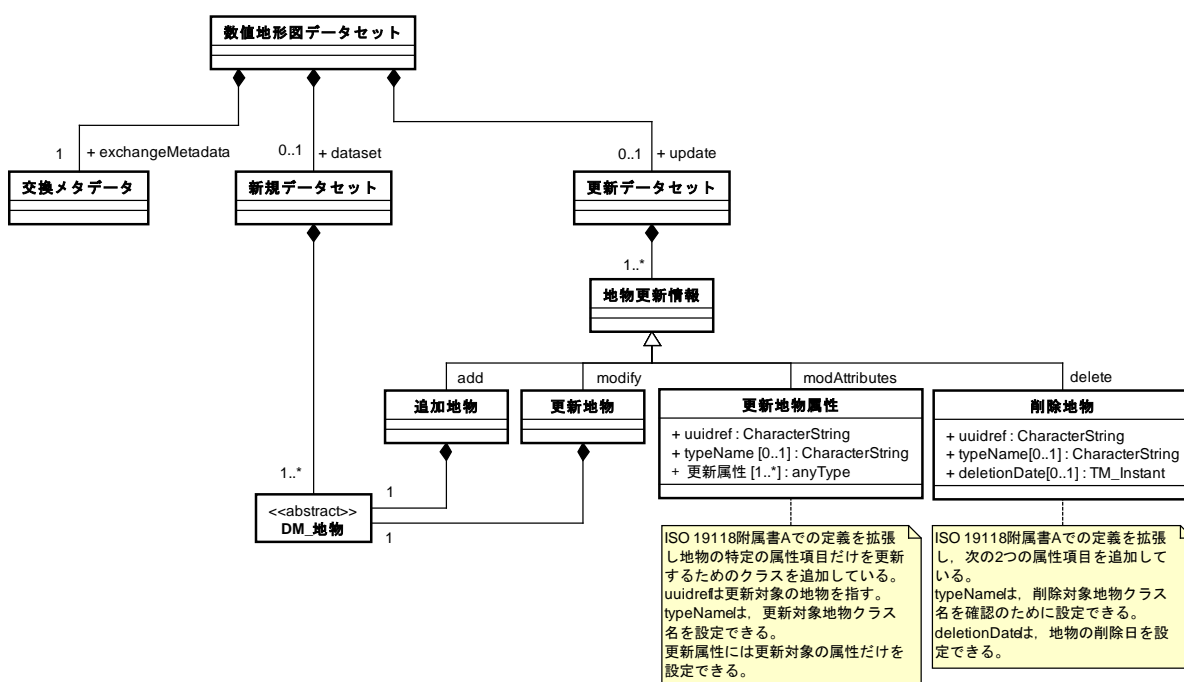 数値地形図データセット
1
+ exchangeMetadata
0..1
+ dataset
0..1
+ update
交換メタデータ
新規データセット
更新データセット
1..*
地物更新情報
add
modify
modAttributes
delete
追加地物
更新地物
更新地物属性
+ uuidref : CharacterString
+ typeName [0..1] : CharacterString
+ 更新属性 [1..*] : anyType
削除地物
+ uuidref : CharacterString
+ typeName[0..1] : CharacterString
+ deletionDate[0..1] : TM_Instant
1..*
1
1
<<abstract>>
DM_地物
ISO 19118附属書Aでの定義を拡張
し地物の特定の属性項目だけを更新
するためのクラスを追加している。
uuidrefは更新対象の地物を指す。
typeNameは，更新対象地物クラス
名を設定できる。
更新属性には更新対象の属性だけを
設定できる。
ISO 19118附属書Aでの定義を拡張
し，次の2つの属性項目を追加して
いる。
typeNameは，削除対象地物クラス
名を確認のために設定できる。
deletionDateは，地物の削除日を設
定できる。